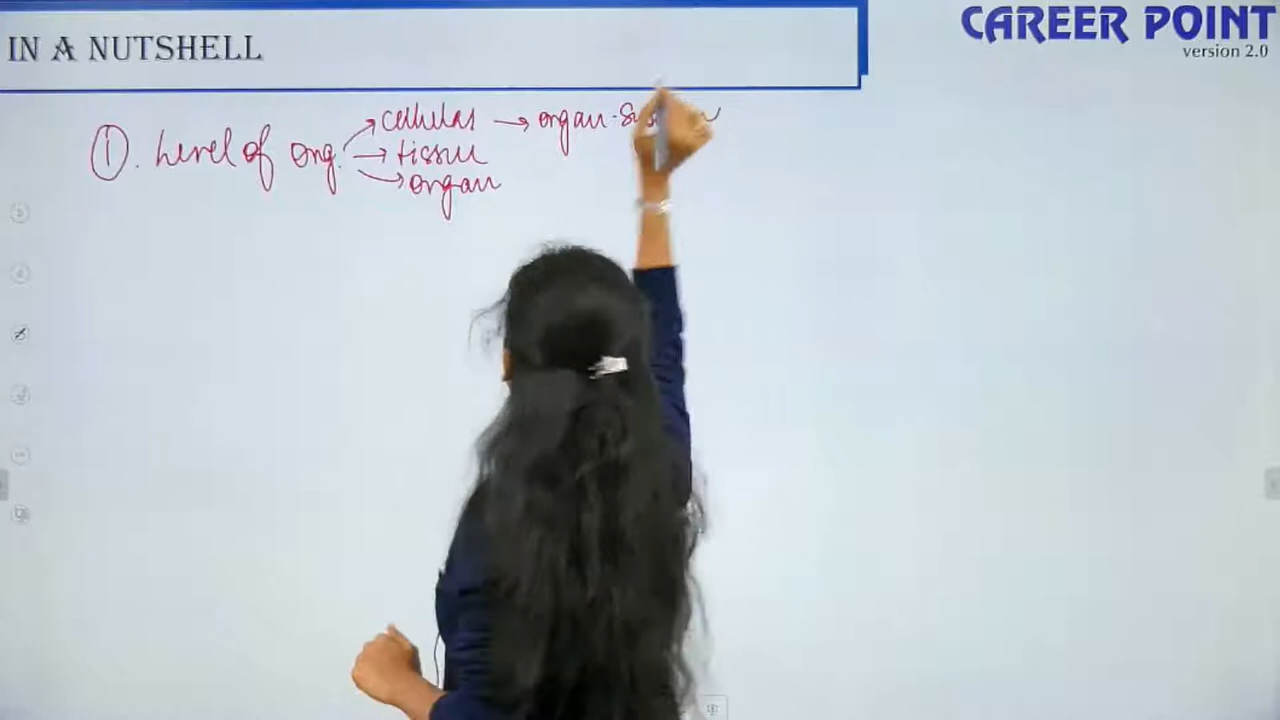 IN A NUTSHELL
CAREER POINT
version 2.0
①. Level of org. → cellular → organ-
→ tissue
→ organ